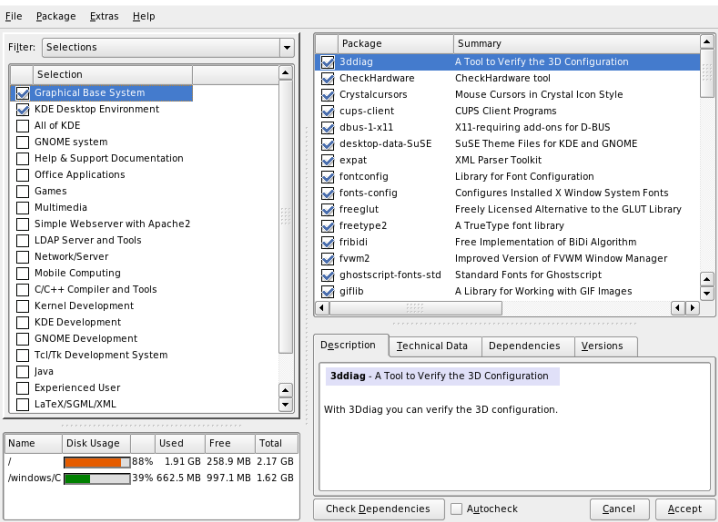 File Package Extras Help
Filter: Selections
Selection
Graphical Base System
KDE Desktop Environment
All of KDE
GNOME system
Help & Support Documentation
Office Applications
Games
Multimedia
Simple Webserver with Apache2
LDAP Server and Tools
Network/Server
Mobile Computing
C/C++ Compiler and Tools
Kernel Development
KDE Development
GNOME Development
Tcl/Tk Development System
Java
Experienced User
LaTeX/SGML/XML
Name Disk Usage Used Free Total
/ 88% 1.91 GB 258.9 MB 2.17 GB
/windows/C 39% 662.5 MB 997.1 MB 1.62 GB
Package Summary
3ddiag A Tool to Verify the 3D Configuration
CheckHardware CheckHardware tool
Crystalcursors Mouse Cursors in Crystal Icon Style
cups-client CUPS Client Programs
dbus-1-x11 X11-requiring add-ons for D-BUS
desktop-data-SuSE SuSE Theme Files for KDE and GNOME
expat XML Parser Toolkit
fontconfig Library for Font Configuration
fonts-config Configures Installed X Window System Fonts
freeglut Freely Licensed Alternative to the GLUT Library
freetype2 A TrueType font library
fribidi Free Implementation of BiDi Algorithm
fvwm2 Improved Version of FVWM Window Manager
ghostscript-fonts-std Standard Fonts for Ghostscript
giflib A Library for Working with GIF Images
Description Technical Data Dependencies Versions
3ddiag - A Tool to Verify the 3D Configuration
With 3Ddiag you can verify the 3D configuration.
Check Dependencies Autocheck Cancel Accept